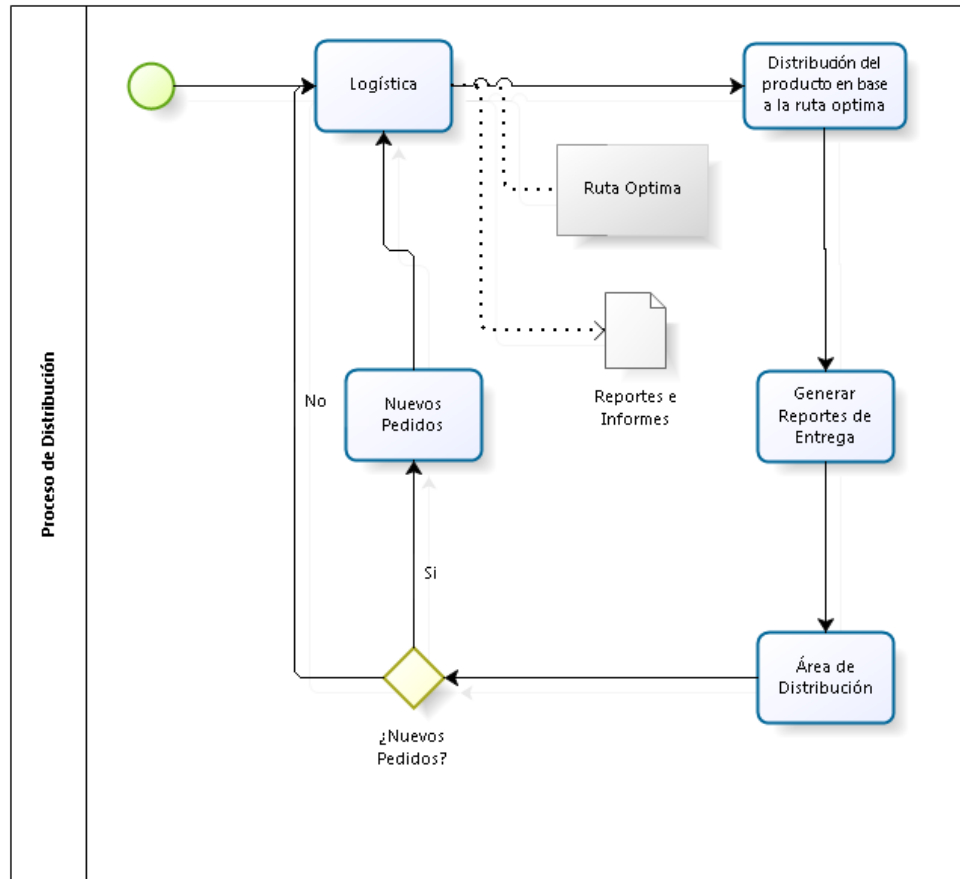 Proceso de Distribución
Logística
Distribución del
producto en base
a la ruta optima
Ruta Optima
Reportes e
Informes
No
Nuevos
Pedidos
Generar
Reportes de
Entrega
Si
¿Nuevos
Pedidos?
Área de
Distribución